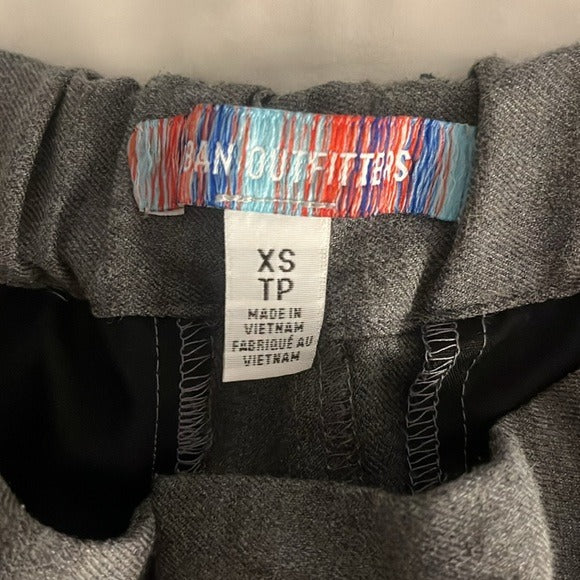 BAN OUTFITTERS
XS
TP
MADE IN
VIETNAM
FABRIQUÉ AU
VIETNAM